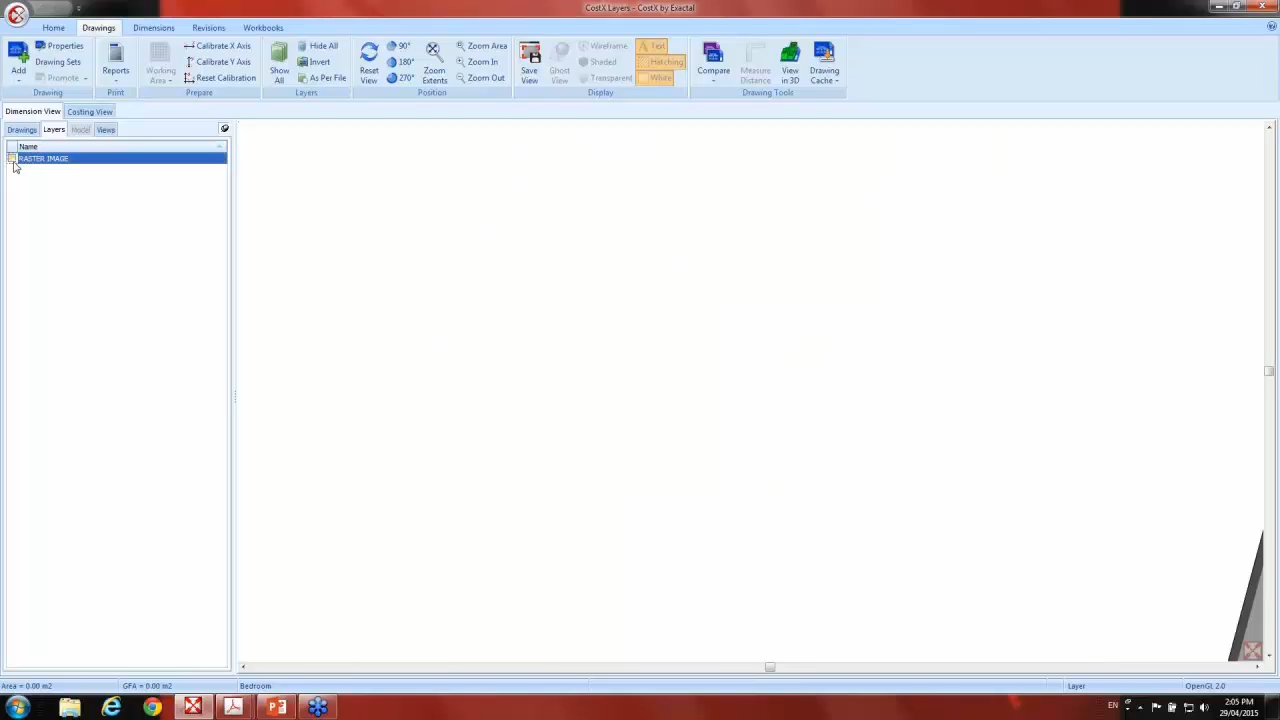 CostX Layers - CostX by Exactal
Home Drawings Dimensions Revisions Workbooks
Add
Properties
Drawing Sets
Promote
Drawing
Reports
Print
Working Area
Calibrate X Axis
Calibrate Y Axis
Reset Calibration
Prepare
Show All
Hide All
Invert
As Per File
Layers
Reset View
90°
180°
270°
Zoom Extents
Zoom Area
Zoom In
Zoom Out
Position
Save View
Ghost View
Wireframe
Shaded
Transparent
Text
Hatching
White
Display
Compare
Measure Distance
View in 3D
Drawing Cache
Drawing Tools
Dimension View Costing View
Drawings Layers Model Views
Name
RASTER IMAGE
Area = 0.00 m2 GFA = 0.00 m2 Bedroom Layer OpenGL 2.0
EN 2:05 PM
29/04/2015